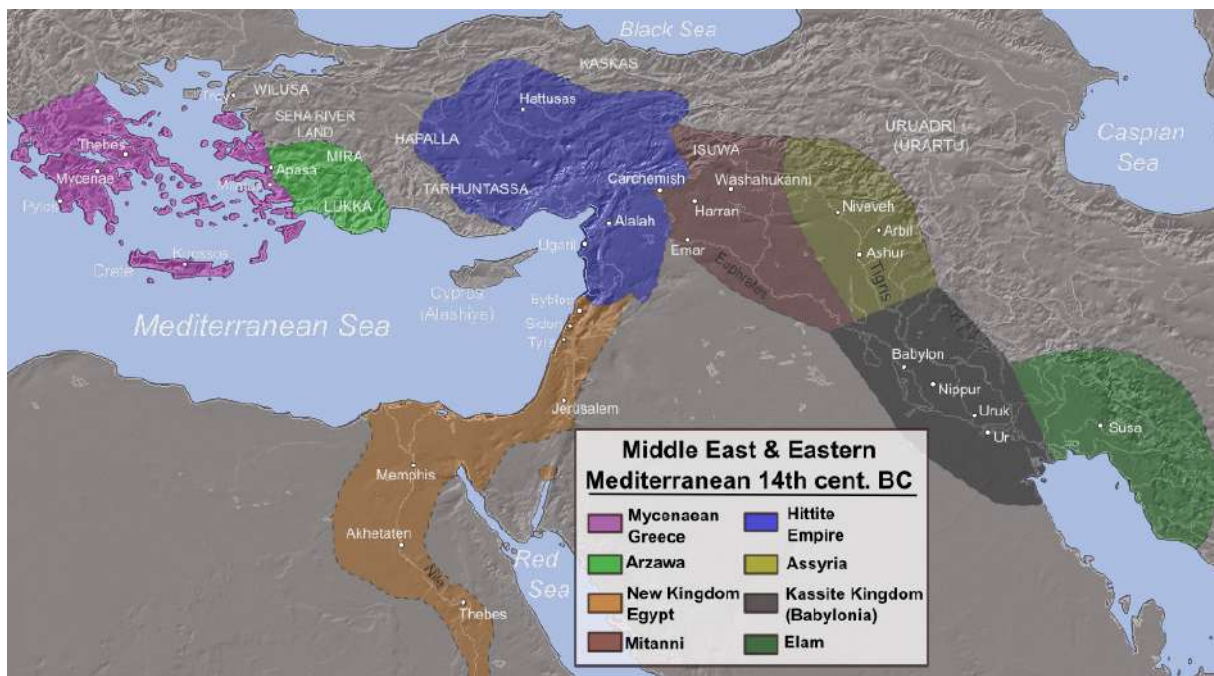 Black Sea
KASKAS
WILUSA
Troy
Hattusas
SEHA RIVER
LAND
HAPALLA
URUADRI
(URARTU)
Caspian
Sea
Thebes
MIRA
ISUWA
Mycenae
Apasa
Carchemish
Washahukanni
Pylos
LUKKA
TARHUNTASSA
Harran
Niveveh
Alalah
Arbil
Knossos
Ugarit
Emar
Ashur
Crete
Euphrates
Tigris
Cyprus
(Alashiya)
Byblos
Mediterranean Sea
Sidon
Tyre
Babylon
Nippur
Jerusalem
Uruk
Ur
Susa
Memphis
Akhetaten
Nile
Red
Sea
Thebes
Middle East & Eastern
Mediterranean 14th cent. BC
Mycenaean
Greece
Hittite
Empire
Arzawa
Assyria
New Kingdom
Egypt
Kassite Kingdom
(Babylonia)
Mitanni
Elam